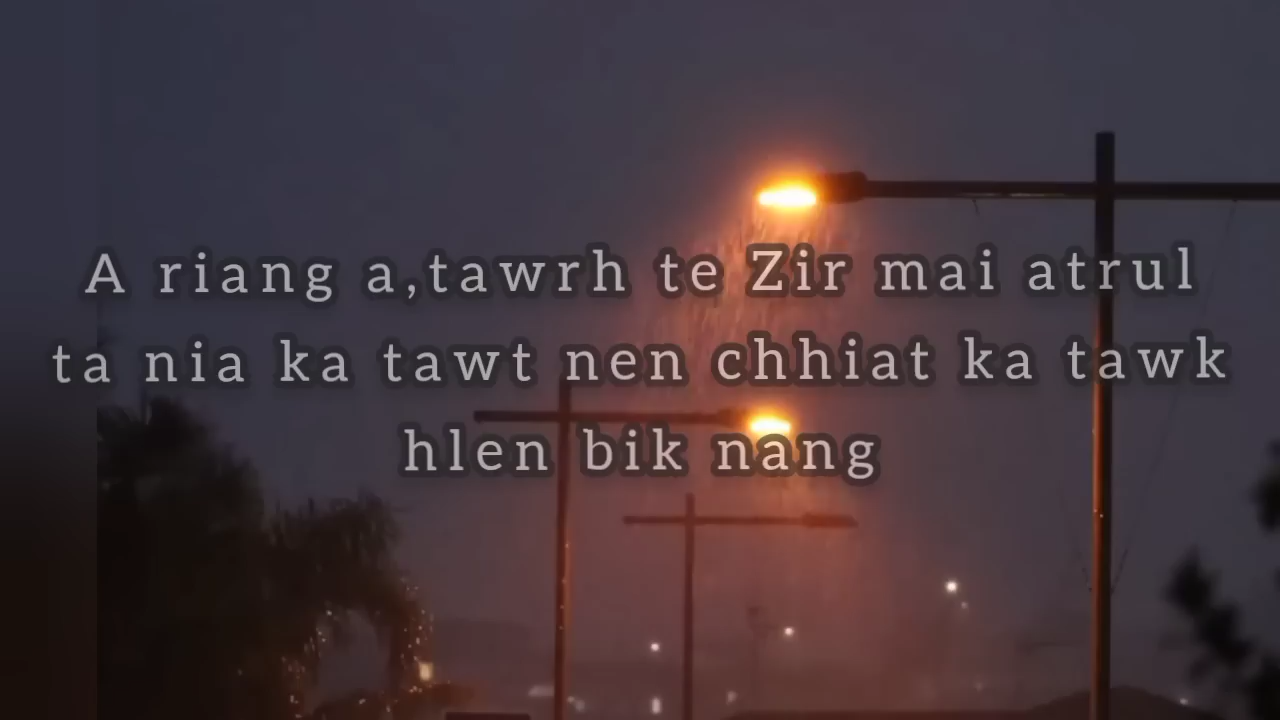 A riang a,tawrh te Zir mai atrul
ta nia ka tawt nen chhiat ka tawk
hlen bik nang